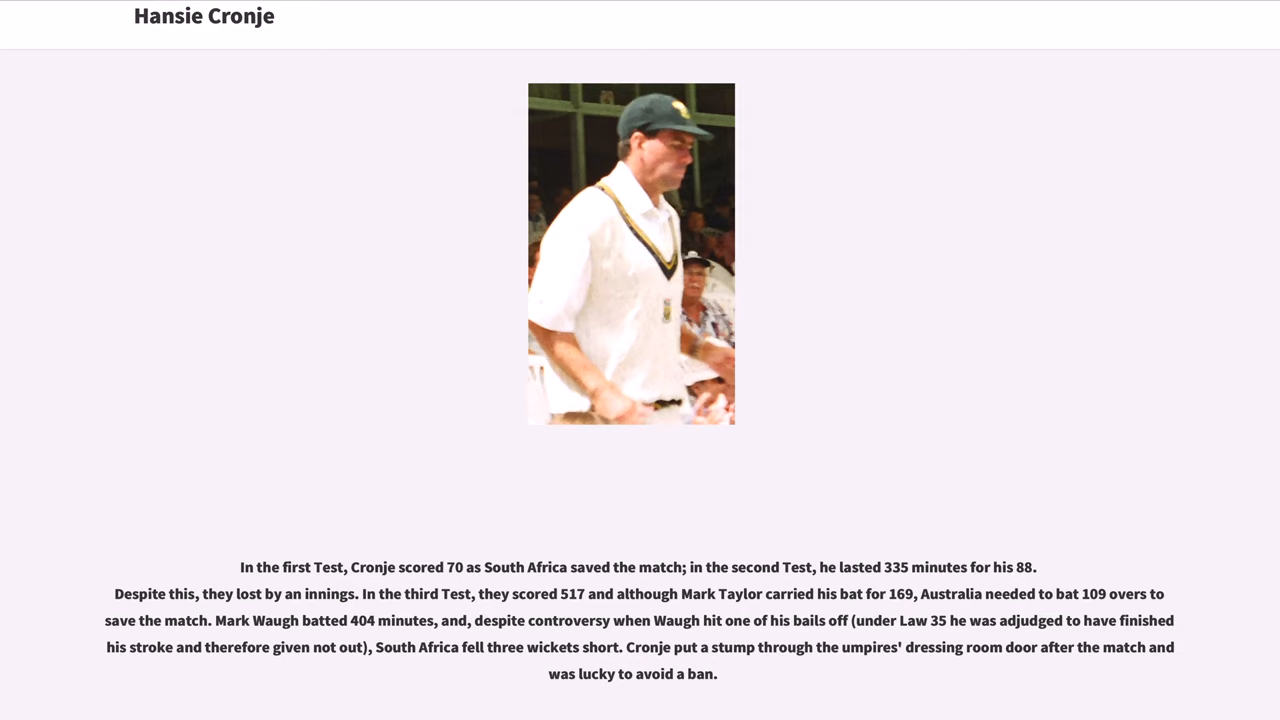 Hansie Cronje
In the first Test, Cronje scored 70 as South Africa saved the match; in the second Test, he lasted 335 minutes for his 88.
Despite this, they lost by an innings. In the third Test, they scored 517 and although Mark Taylor carried his bat for 169, Australia needed to bat 109 overs to
save the match. Mark Waugh batted 404 minutes, and, despite controversy when Waugh hit one of his bails off (under Law 35 he was adjudged to have finished
his stroke and therefore given not out), South Africa fell three wickets short. Cronje put a stump through the umpires' dressing room door after the match and
was lucky to avoid a ban.